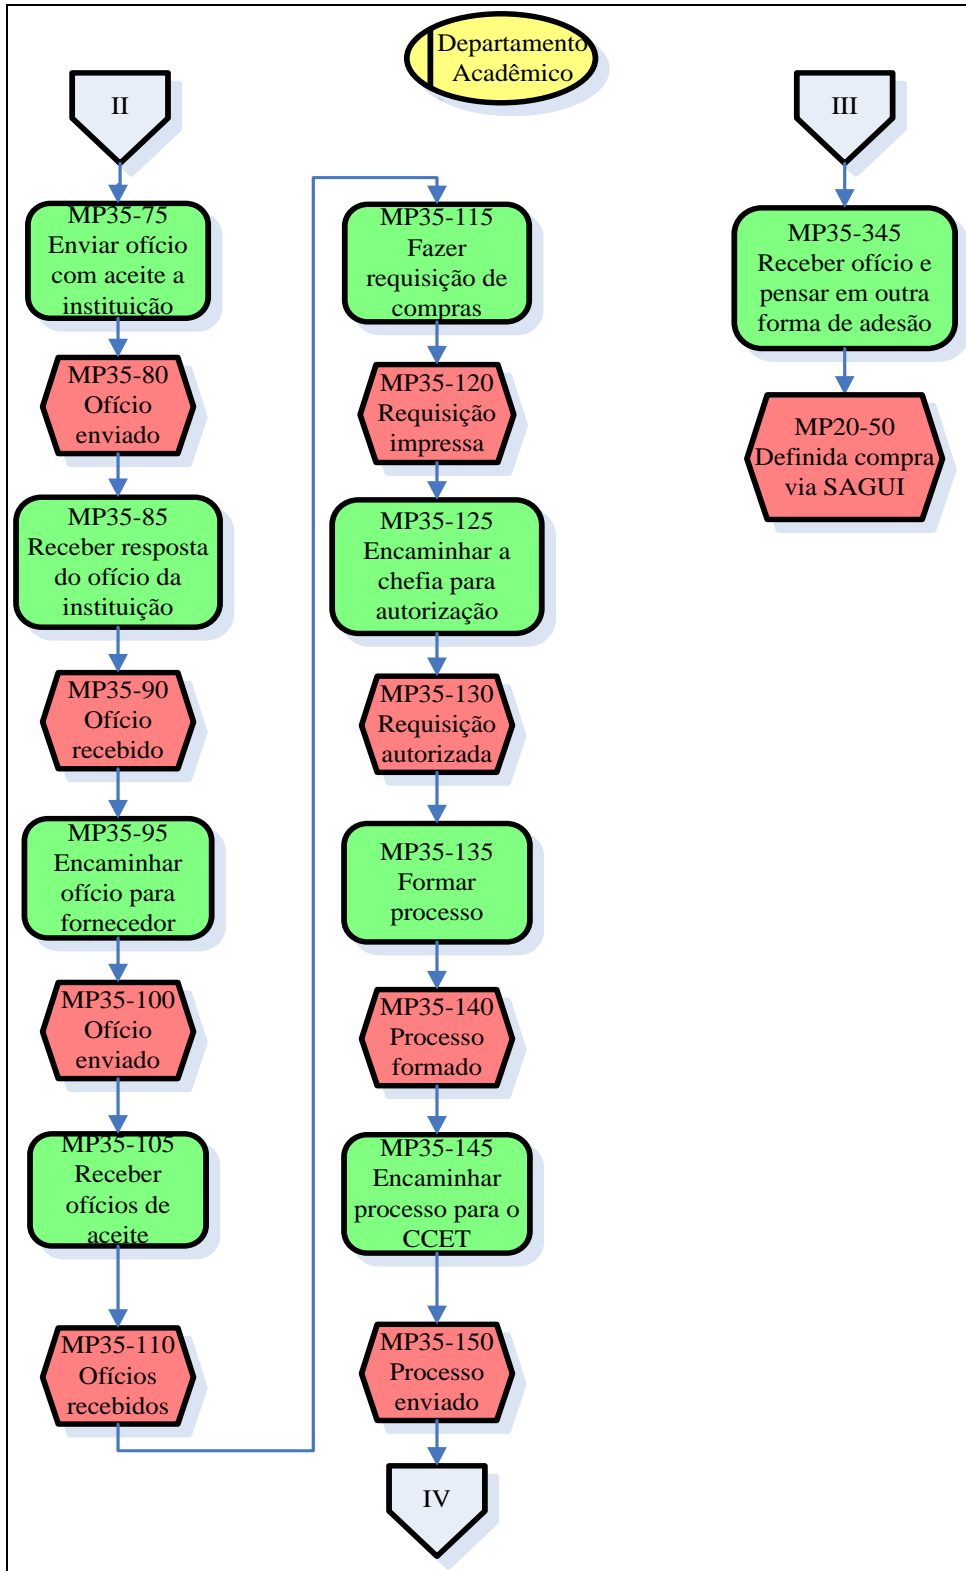 Departamento
Acadêmico
II
MP35-75
Enviar ofício
com aceite a
instituição
MP35-80
Ofício
enviado
MP35-85
Receber resposta
do ofício da
instituição
MP35-90
Ofício
recebido
MP35-95
Encaminhar
ofício para
fornecedor
MP35-100
Ofício
enviado
MP35-105
Receber
ofícios de
aceite
MP35-110
Ofícios
recebidos
MP35-115
Fazer
requisição de
compras
MP35-120
Requisição
impressa
MP35-125
Encaminhar a
chefia para
autorização
MP35-130
Requisição
autorizada
MP35-135
Formar
processo
MP35-140
Processo
formado
MP35-145
Encaminhar
processo para o
CCET
MP35-150
Processo
enviado
IV
III
MP35-345
Receber ofício e
pensar em outra
forma de adesão
MP20-50
Definida compra
via SAGUI